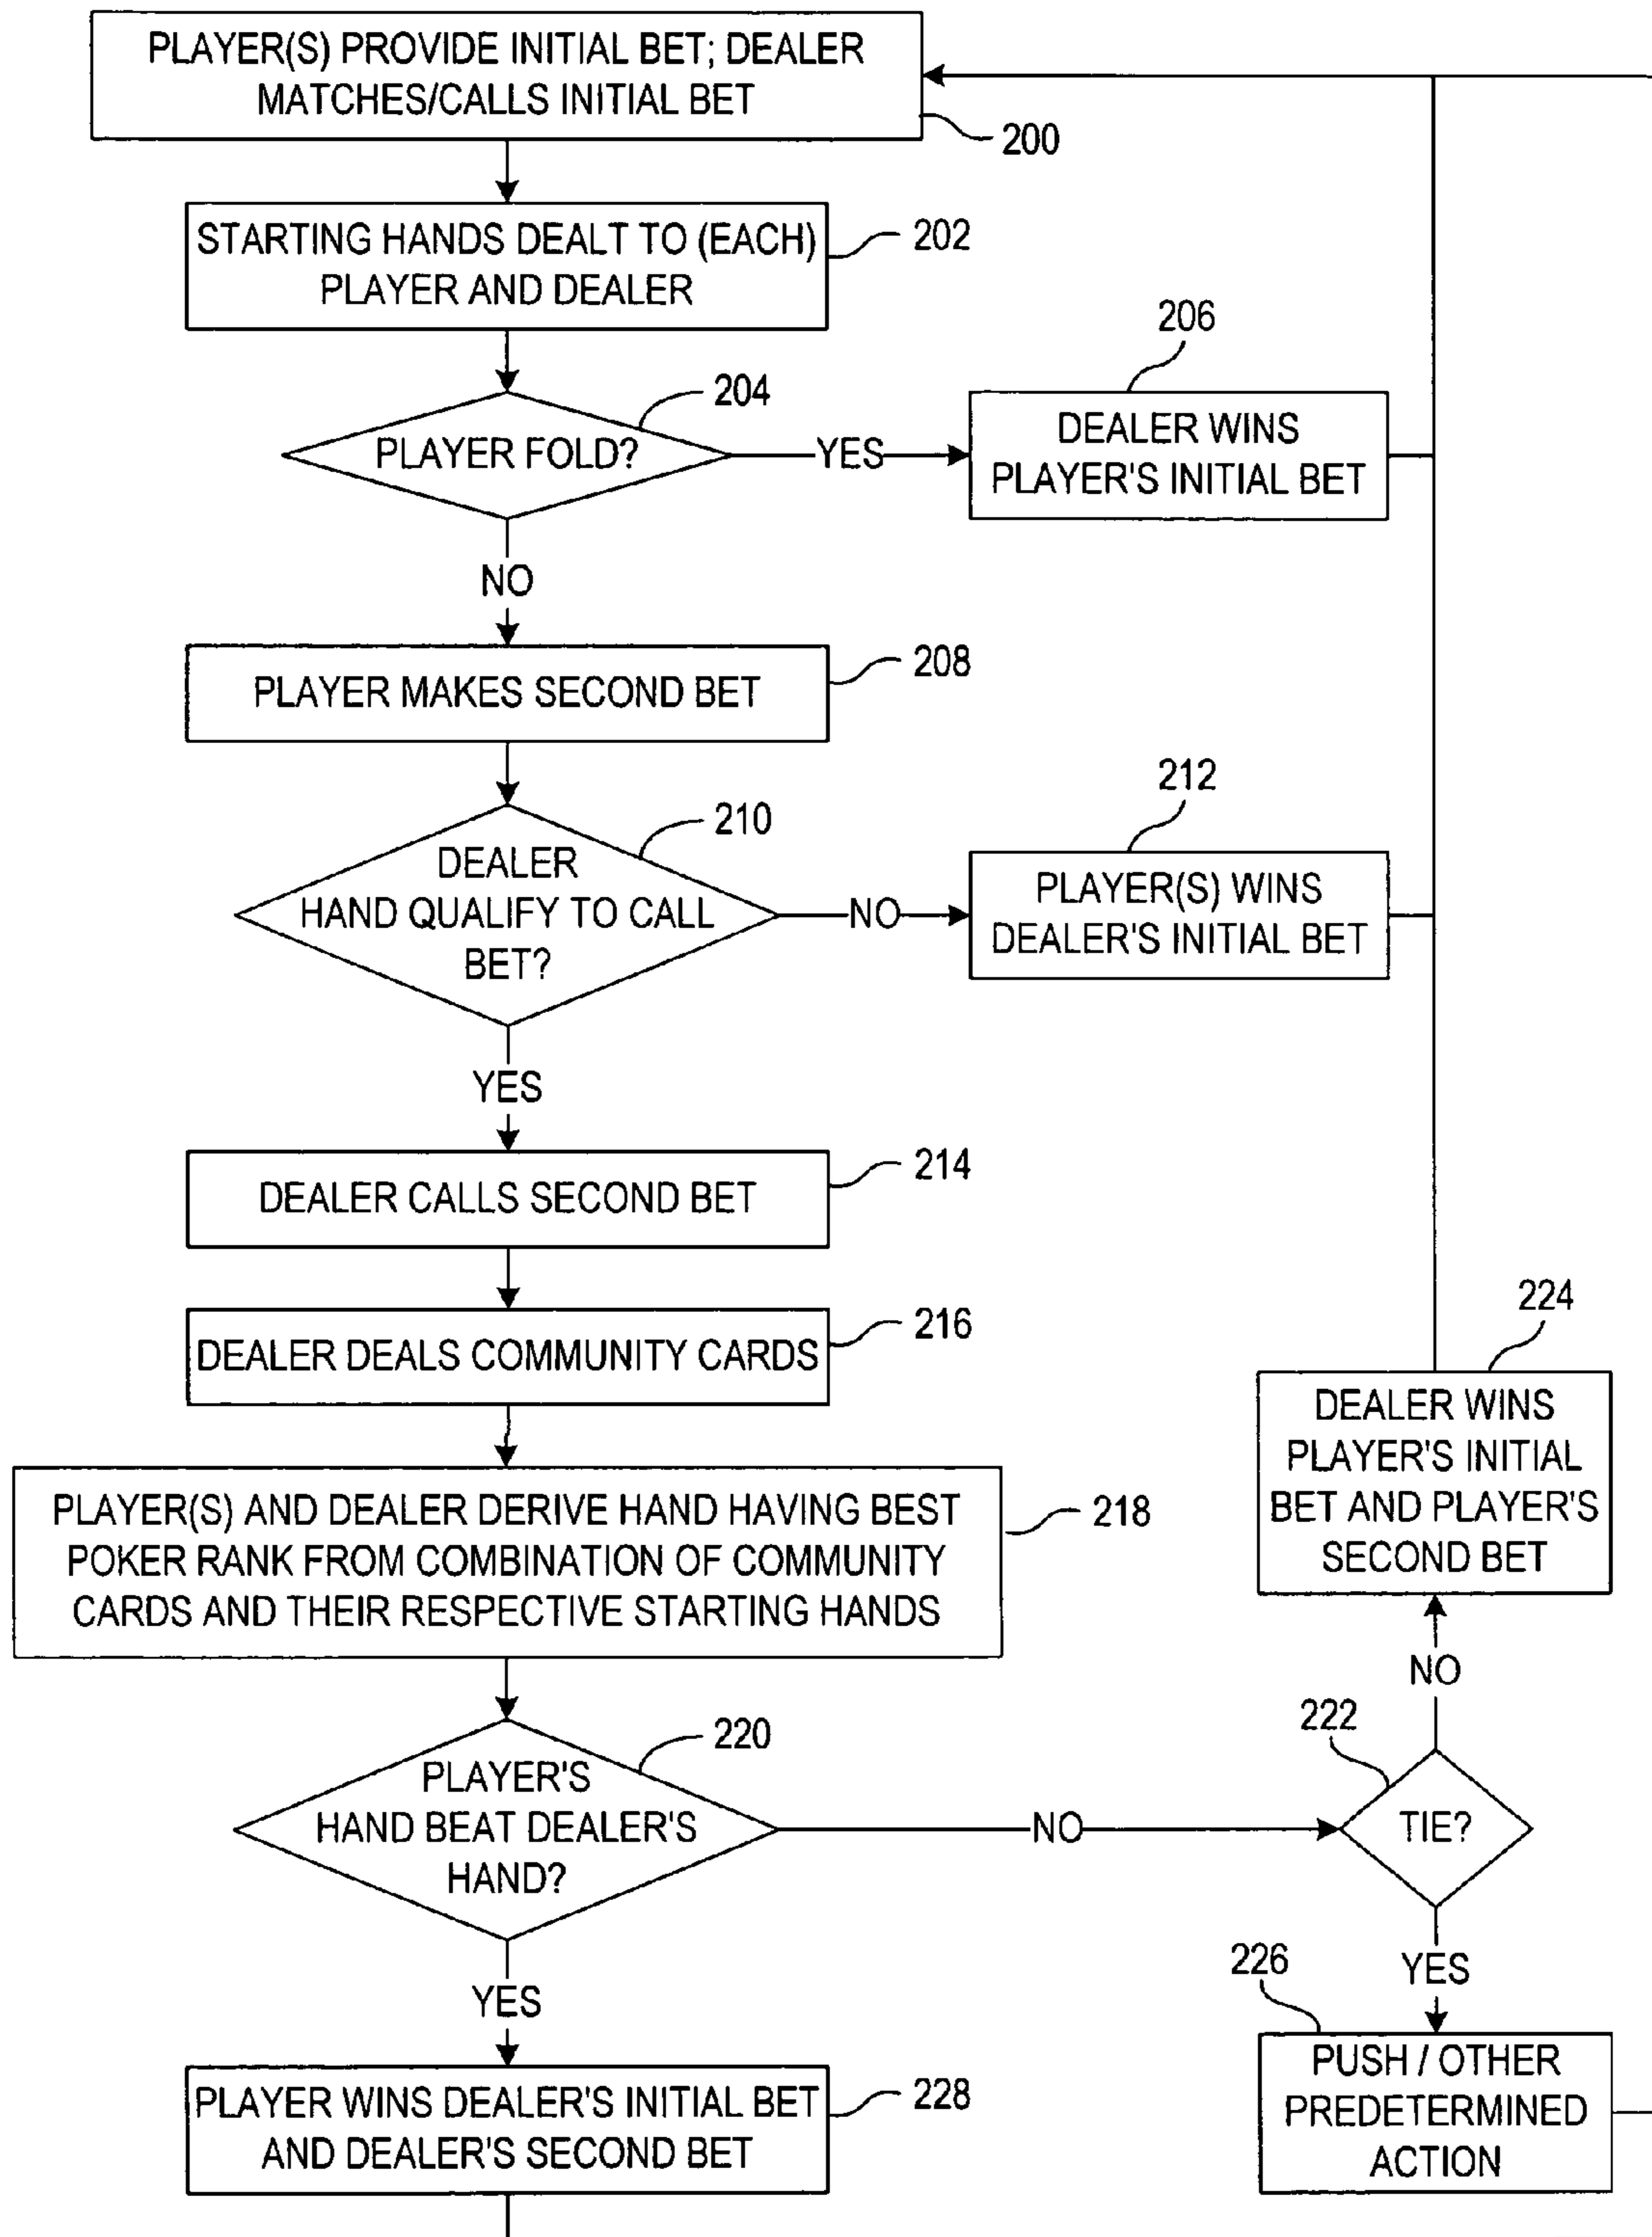 PLAYER(S) PROVIDE INITIAL BET; DEALER
MATCHES/CALLS INITIAL BET
200
STARTING HANDS DEALT TO (EACH)
PLAYER AND DEALER
202
204
PLAYER FOLD?
YES
206
DEALER WINS
PLAYER'S INITIAL BET
NO
PLAYER MAKES SECOND BET
208
210
DEALER
HAND QUALIFY TO CALL
BET?
NO
212
PLAYER(S) WINS
DEALER'S INITIAL BET
YES
DEALER CALLS SECOND BET
214
DEALER DEALS COMMUNITY CARDS
216
PLAYER(S) AND DEALER DERIVE HAND HAVING BEST
POKER RANK FROM COMBINATION OF COMMUNITY
CARDS AND THEIR RESPECTIVE STARTING HANDS
218
224
DEALER WINS
PLAYER'S INITIAL
BET AND PLAYER'S
SECOND BET
NO
220
PLAYER'S
HAND BEAT DEALER'S
HAND?
NO
222
TIE?
YES
226
PUSH / OTHER
PREDETERMINED
ACTION
YES
PLAYER WINS DEALER'S INITIAL BET
AND DEALER'S SECOND BET
228